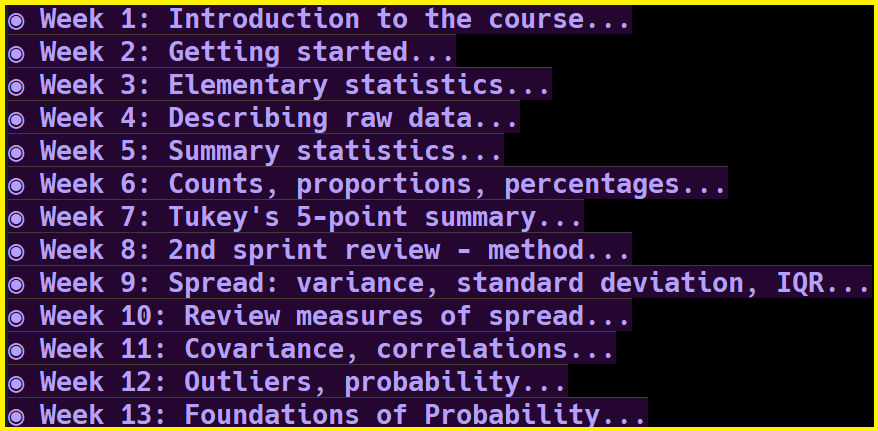 ◉ Week 1: Introduction to the course...
◉ Week 2: Getting started...
◉ Week 3: Elementary statistics...
◉ Week 4: Describing raw data...
◉ Week 5: Summary statistics...
◉ Week 6: Counts, proportions, percentages...
◉ Week 7: Tukey's 5-point summary...
◉ Week 8: 2nd sprint review - method...
◉ Week 9: Spread: variance, standard deviation, IQR...
◉ Week 10: Review measures of spread...
◉ Week 11: Covariance, correlations...
◉ Week 12: Outliers, probability...
◉ Week 13: Foundations of Probability...